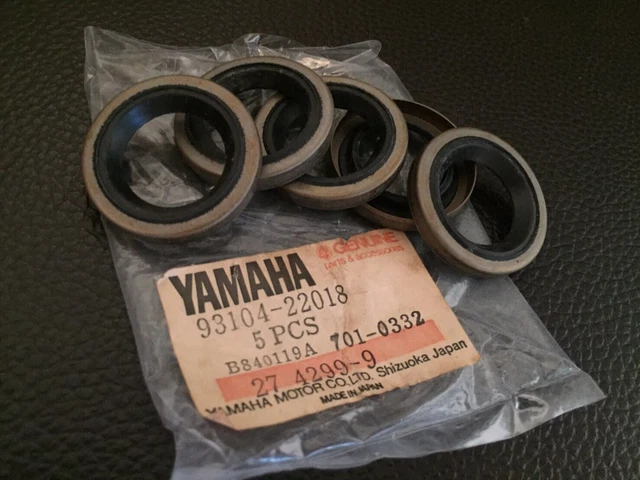 YAMAHA
GENUINE
parts & accessories
93104-22018
5 PCS
B840119A 701-0332
27 4299-9
YAMAHA MOTOR CO., LTD. Shizuoka Japan
MADE IN JAPAN